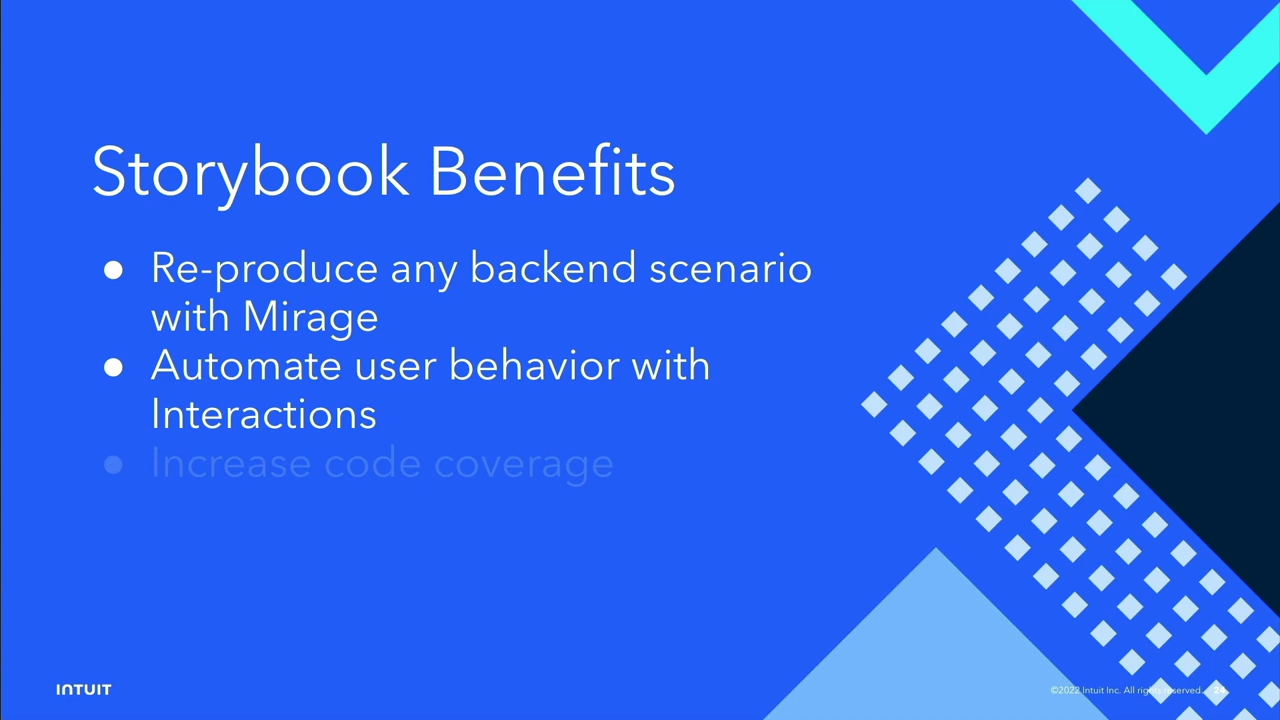 Storybook Benefits
● Re-produce any backend scenario
with Mirage
● Automate user behavior with
Interactions
● Increase code coverage
INTUIT
©2022 Intuit Inc. All rights reserved. 24